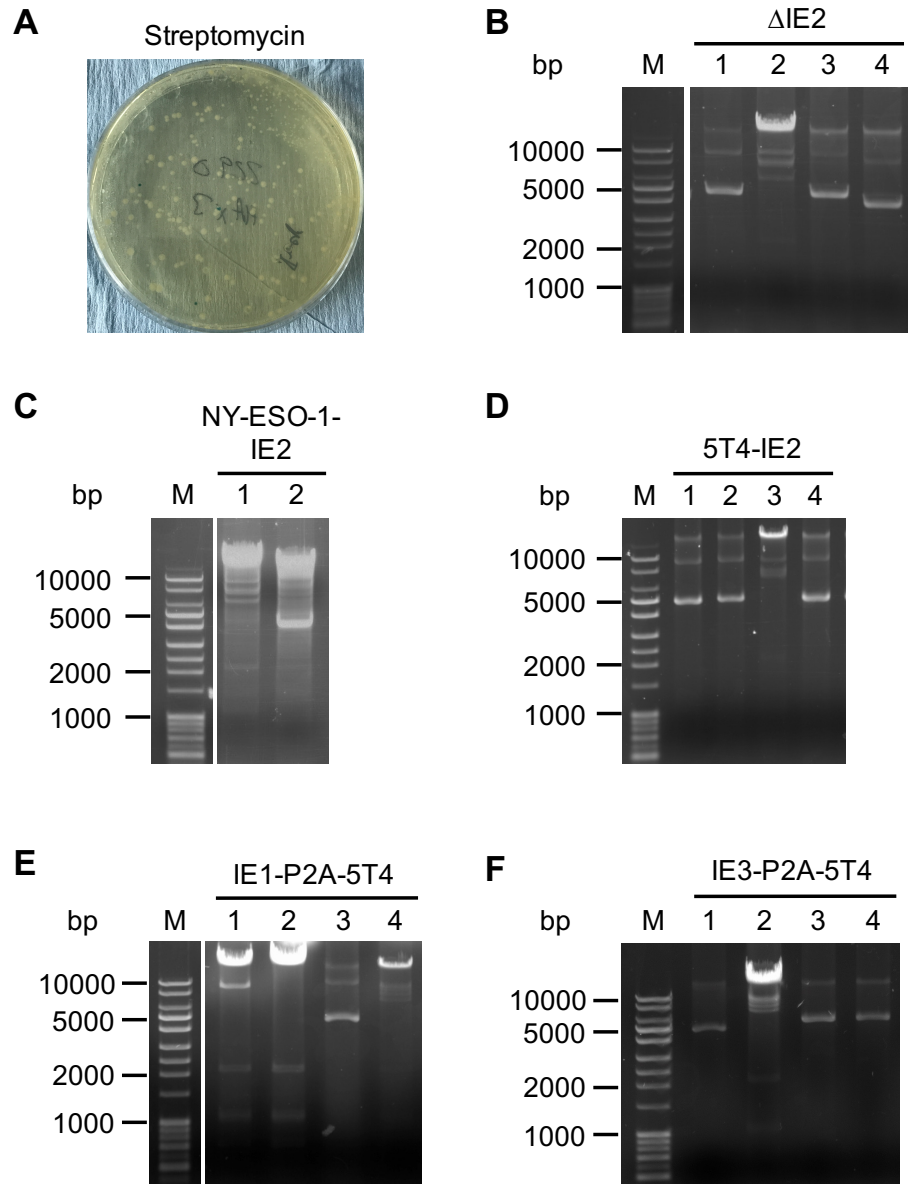 A
Streptomycin
B
ΔIE2
bp M 1 2 3 4
10000
5000
2000
1000
C
NY-ESO-1-
IE2
bp M 1 2
10000
5000
2000
1000
D
5T4-IE2
bp M 1 2 3 4
10000
5000
2000
1000
E
IE1-P2A-5T4
bp M 1 2 3 4
10000
5000
2000
1000
F
IE3-P2A-5T4
bp M 1 2 3 4
10000
5000
2000
1000